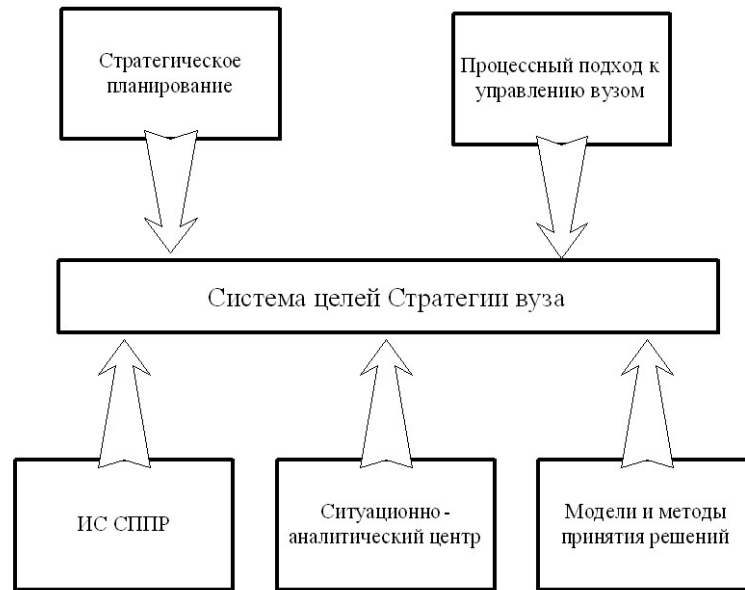 Стратегическое
планирование
Процессный подход к
управлению вузом
Система целей Стратегии вуза
ИС СППР
Ситуационно-
аналитический центр
Модели и методы
принятия решений